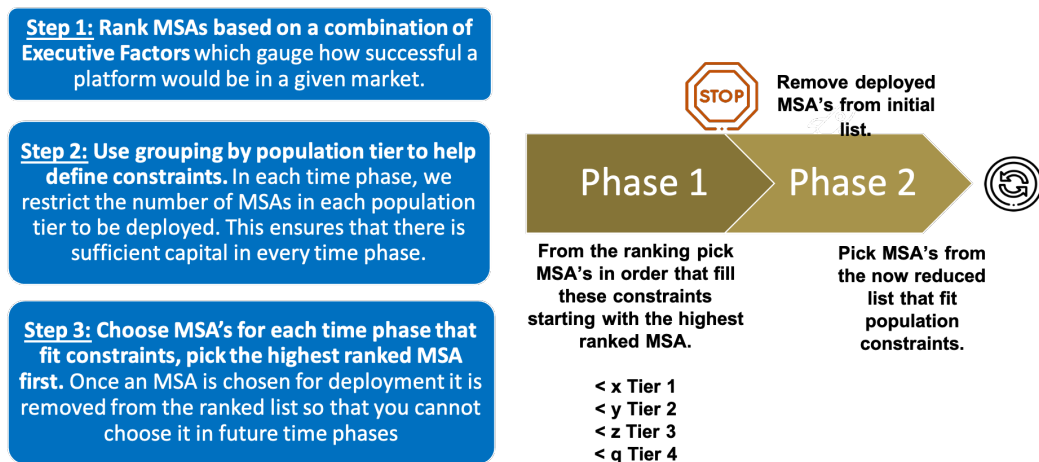 Step 1: Rank MSAs based on a combination of
Executive Factors which gauge how successful a
platform would be in a given market.
Step 2: Use grouping by population tier to help
define constraints. In each time phase, we
restrict the number of MSAs in each population
tier to be deployed. This ensures that there is
sufficient capital in every time phase.
Step 3: Choose MSA's for each time phase that
fit constraints, pick the highest ranked MSA
first. Once an MSA is chosen for deployment it is
removed from the ranked list so that you cannot
choose it in future time phases
STOP
Remove deployed
MSA's from initial
list.
Phase 1
Phase 2
From the ranking pick
MSA's in order that fill
these constraints
starting with the highest
ranked MSA.
< x Tier 1
< y Tier 2
< z Tier 3
< q Tier 4
Pick MSA's from
the now reduced
list that fit
population
constraints.